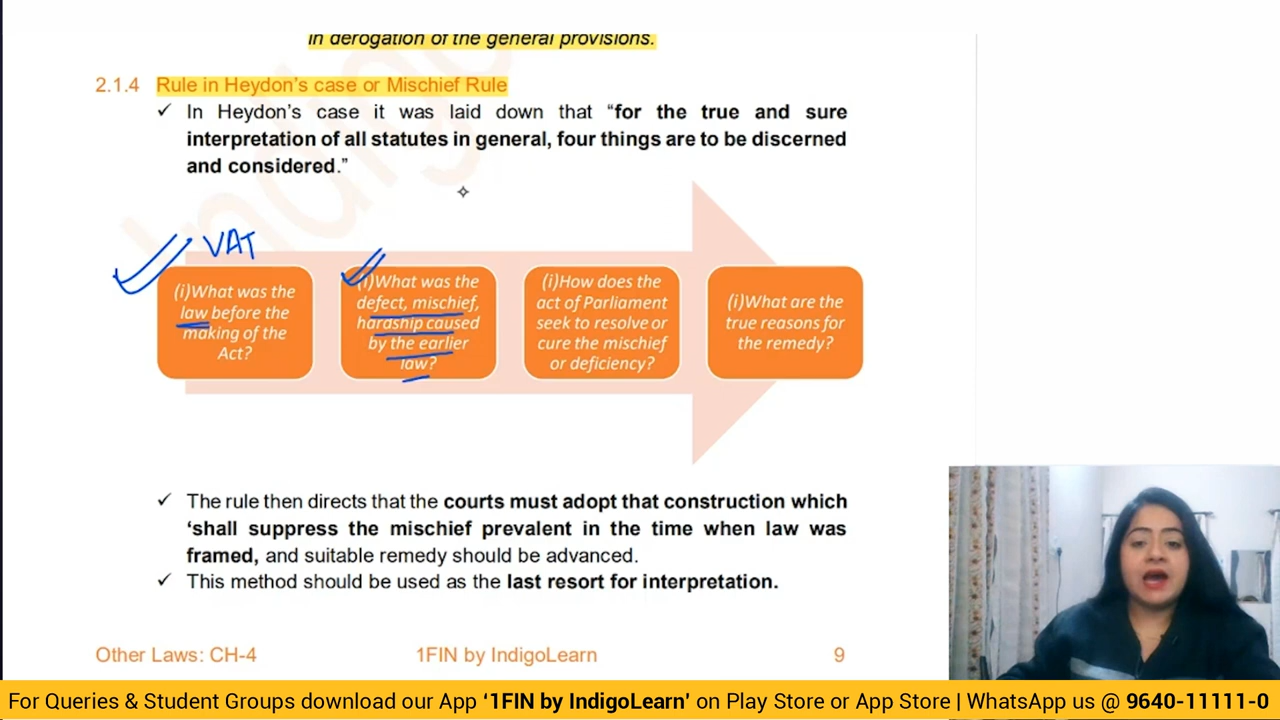 in derogation of the general provisions.
2.1.4 Rule in Heydon's case or Mischief Rule
✓ In Heydon's case it was laid down that "for the true and sure
interpretation of all statutes in general, four things are to be discerned
and considered."
VAT
(i)What was the
law before the
making of the
Act?
(i)What was the
defect, mischief,
hardship caused
by the earlier
law?
(i)How does the
act of Parliament
seek to resolve or
cure the mischief
or deficiency?
(i)What are the
true reasons for
the remedy?
✓ The rule then directs that the courts must adopt that construction which
'shall suppress the mischief prevalent in the time when law was
framed, and suitable remedy should be advanced.
✓ This method should be used as the last resort for interpretation.
Other Laws: CH-4 1FIN by IndigoLearn 9
For Queries & Student Groups download our App '1FIN by IndigoLearn' on Play Store or App Store | WhatsApp us @ 9640-11111-0